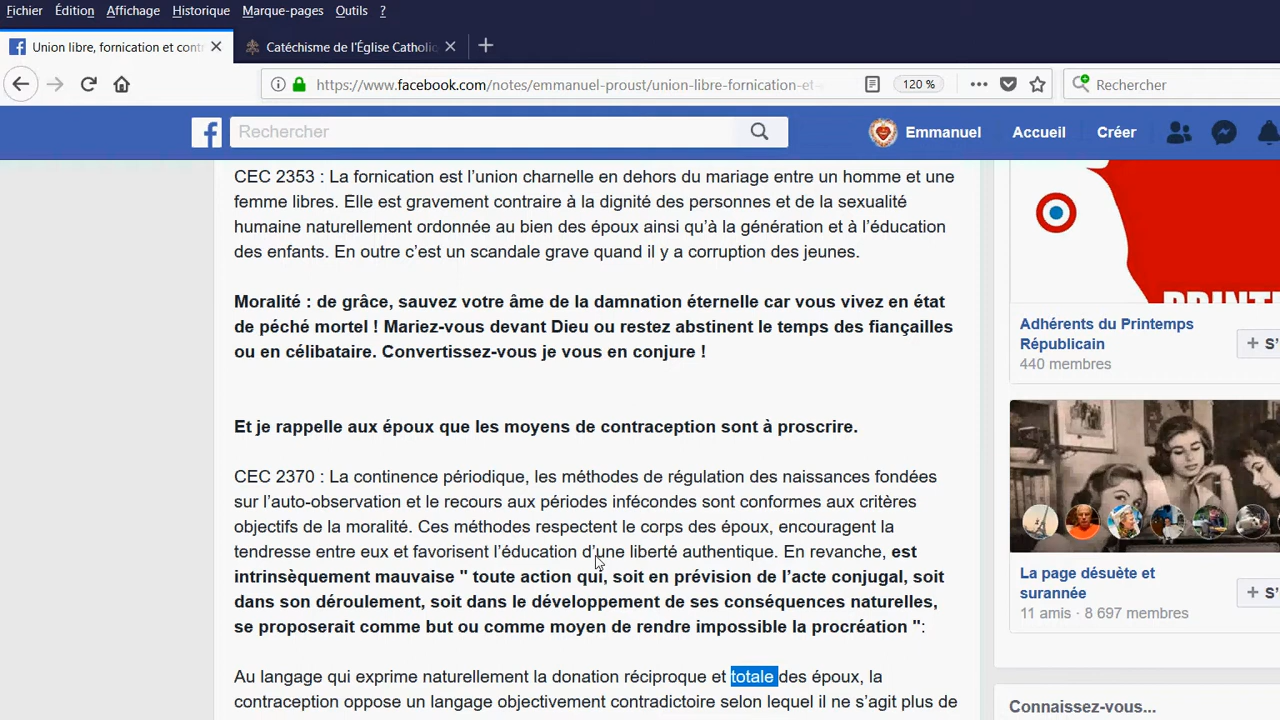 Fichier Édition Affichage Historique Marque-pages Outils ?
Union libre, fornication et cont
Catéchisme de l'Église Catholi
https://www.facebook.com/notes/emmanuel-proust/union-libre-fornication-et-
120 %
Rechercher
Rechercher
Emmanuel
Accueil
Créer
CEC 2353 : La fornication est l'union charnelle en dehors du mariage entre un homme et une
femme libres. Elle est gravement contraire à la dignité des personnes et de la sexualité
humaine naturellement ordonnée au bien des époux ainsi qu'à la génération et à l'éducation
des enfants. En outre c'est un scandale grave quand il y a corruption des jeunes.
Moralité : de grâce, sauvez votre âme de la damnation éternelle car vous vivez en état
de péché mortel ! Mariez-vous devant Dieu ou restez abstinent le temps des fiançailles
ou en célibataire. Convertissez-vous je vous en conjure !
Et je rappelle aux époux que les moyens de contraception sont à proscrire.
CEC 2370 : La continence périodique, les méthodes de régulation des naissances fondées
sur l'auto-observation et le recours aux périodes infécondes sont conformes aux critères
objectifs de la moralité. Ces méthodes respectent le corps des époux, encouragent la
tendresse entre eux et favorisent l'éducation d'une liberté authentique. En revanche, est
intrinsèquement mauvaise " toute action qui, soit en prévision de l'acte conjugal, soit
dans son déroulement, soit dans le développement de ses conséquences naturelles,
se proposerait comme but ou comme moyen de rendre impossible la procréation ":
Au langage qui exprime naturellement la donation réciproque et totale des époux, la
contraception oppose un langage objectivement contradictoire selon lequel il ne s'agit plus de
Adhérents du Printemps
Républicain
440 membres
+ S'
La page désuète et
surannée
11 amis · 8 697 membres
+ S'
Connaissez-vous...